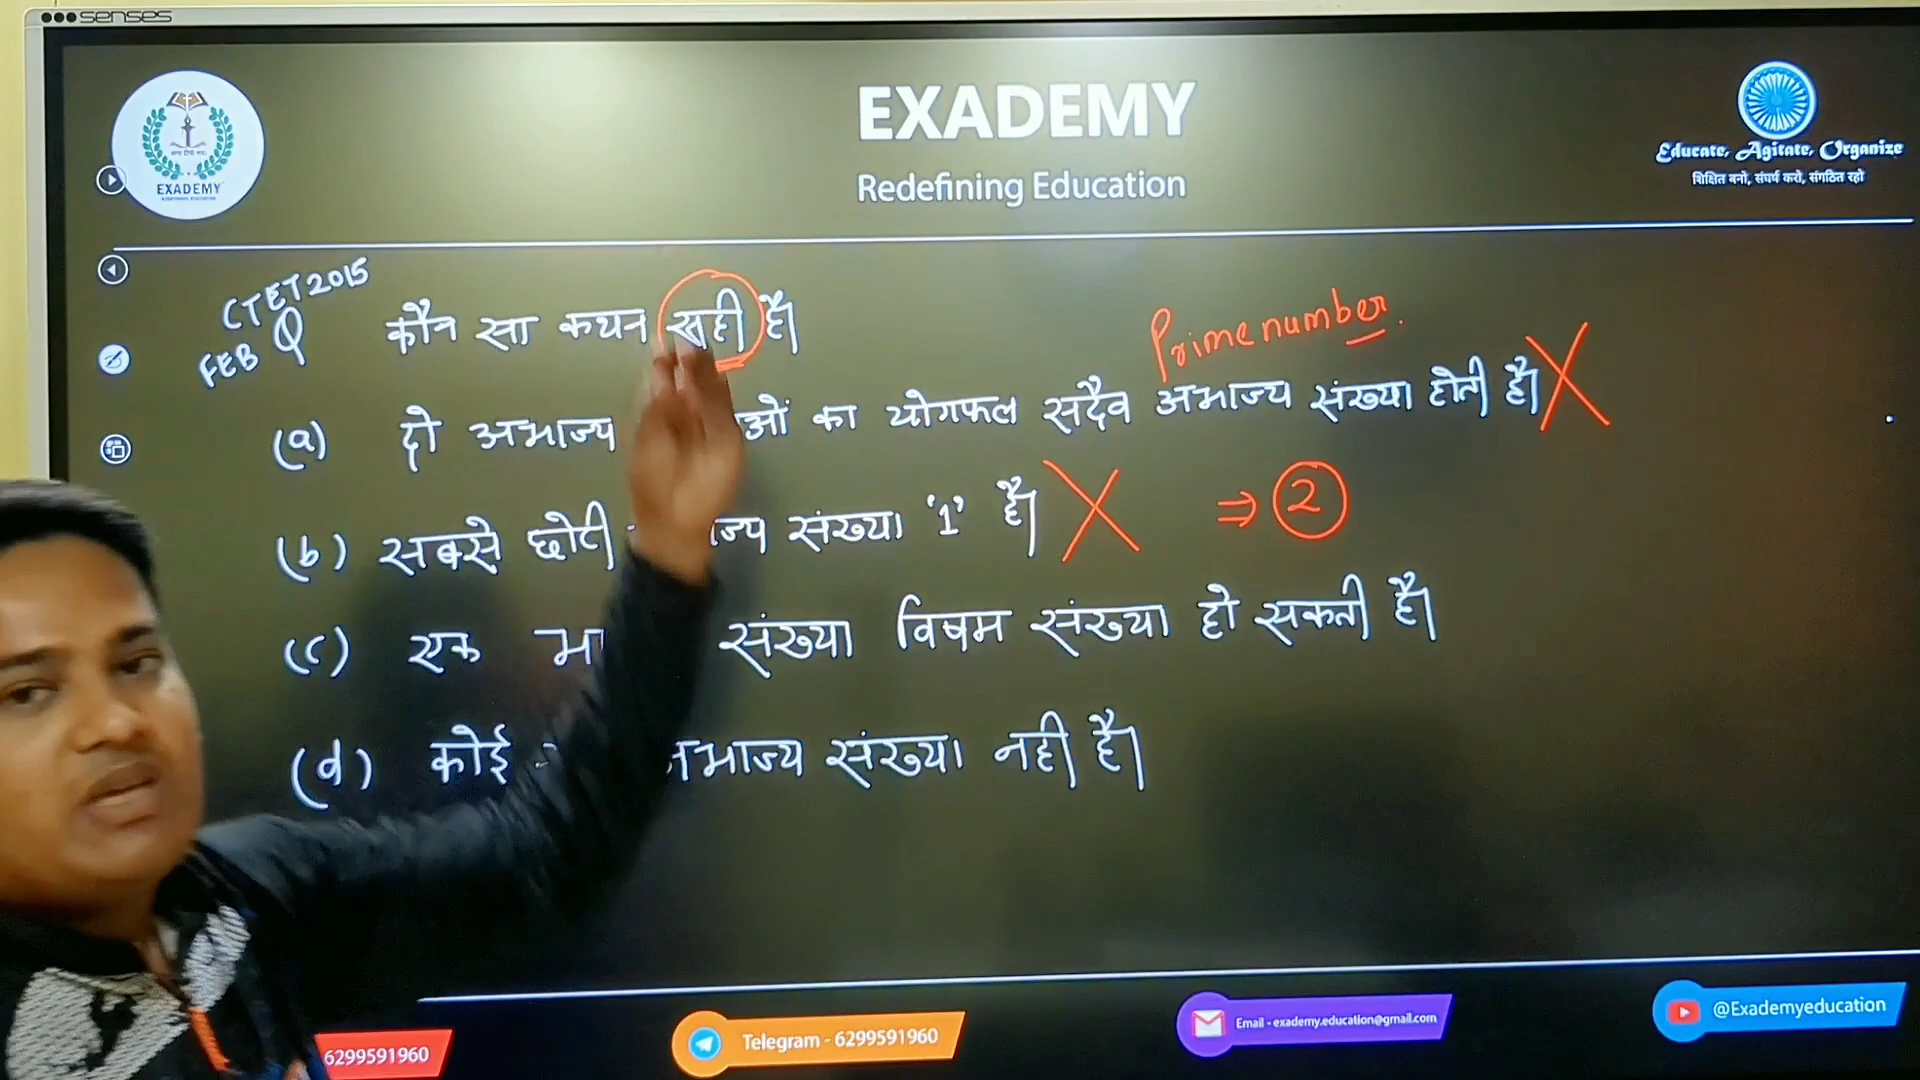 senses
EXADEMY
Redefining Education
EXADEMY
Educate, Agitate, Organize
शिक्षित बनो, संघर्ष करो, संगठित रहो
CTET 2015
FEB Q कौन सा कथन सही है।
Prime number.
(a) दो अभाज्य ओं का योगफल सदैव अभाज्य संख्या होती है। X
(b) सबसे छोटी ज्य संख्या '1' है। X ⇒ 2
(c) एक भा संख्या विषम संख्या हो सकती है।
(d) कोई भाज्य संख्या नही है।
6299591960
Telegram - 6299591960
Email - exademy.education@gmail.com
@Exademyeducation